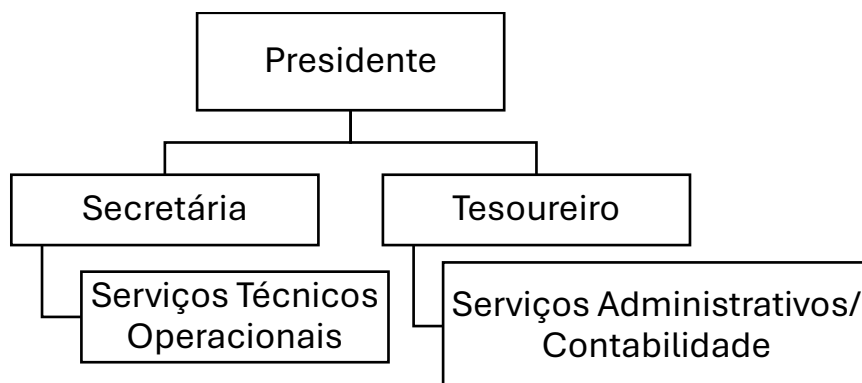 Presidente
Secretária
Tesoureiro
Serviços Técnicos
Operacionais
Serviços Administrativos/
Contabilidade